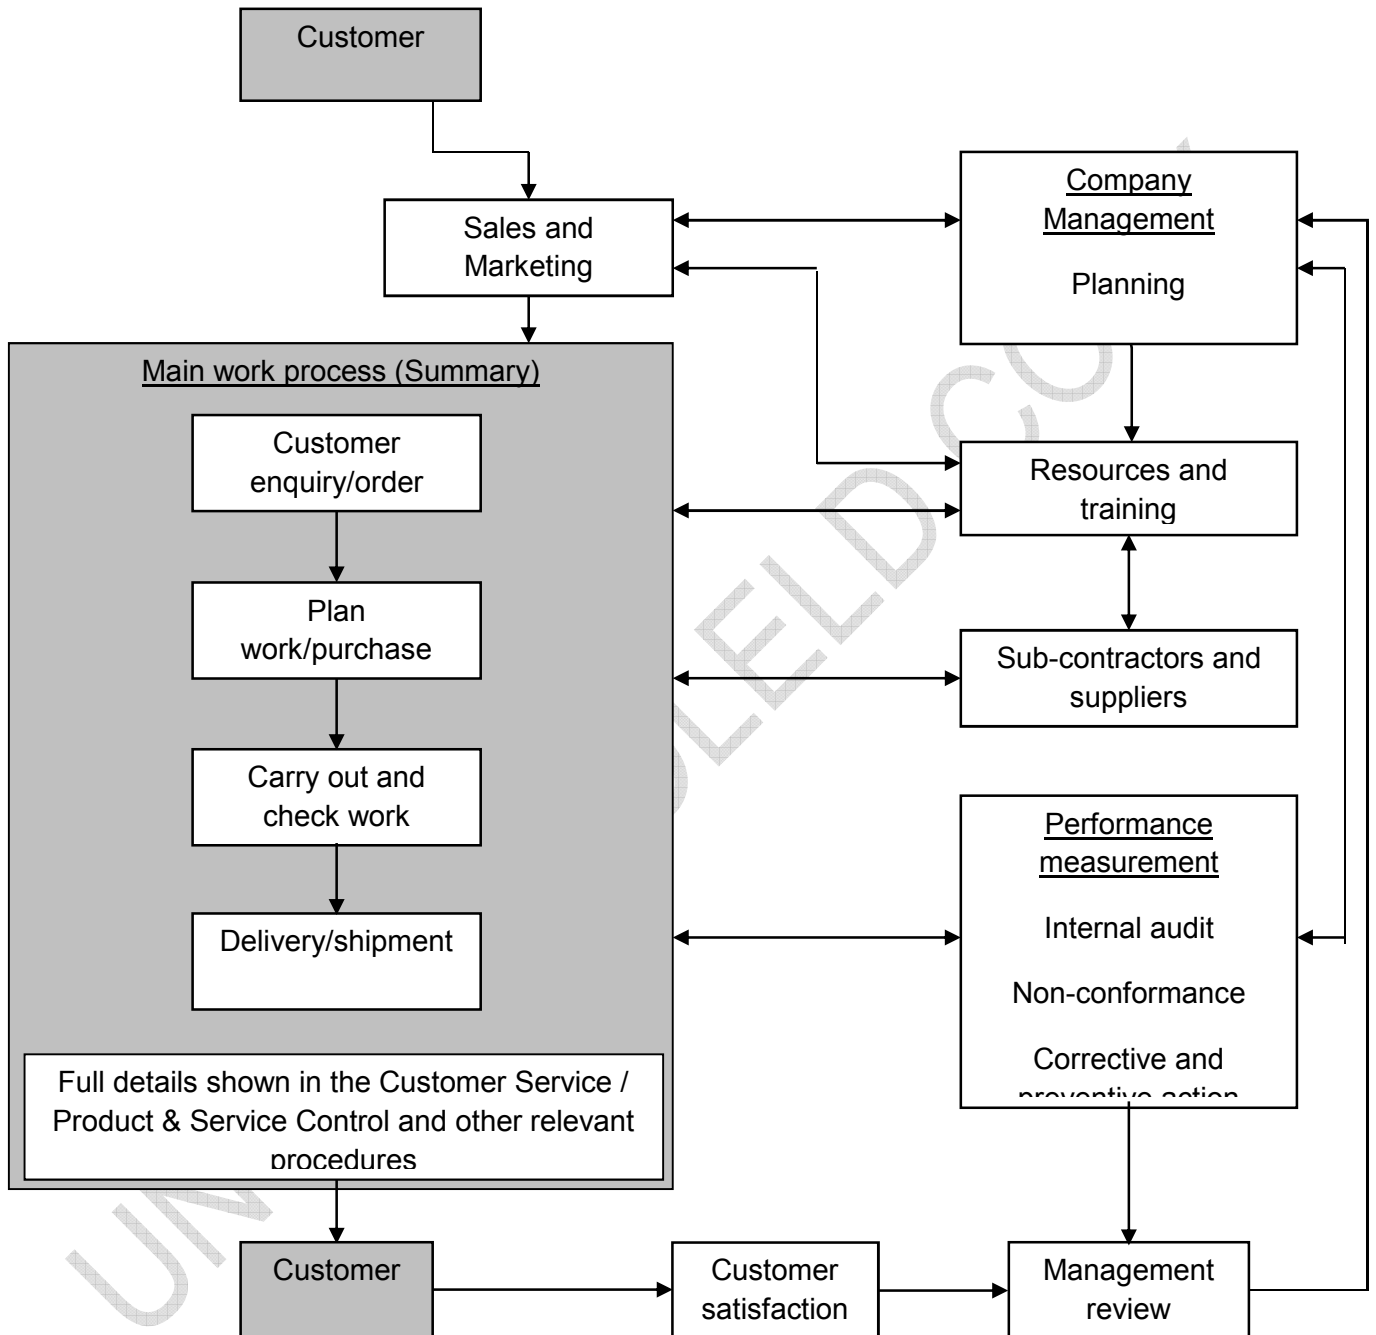 Customer
Sales and
Marketing
Company
Management
Planning
Main work process (Summary)
Customer
enquiry/order
Plan
work/purchase
Carry out and
check work
Delivery/shipment
Full details shown in the Customer Service /
Product & Service Control and other relevant
procedures
Resources and
training
Sub-contractors and
suppliers
Performance
measurement
Internal audit
Non-conformance
Corrective and
preventive action
Customer
Customer
satisfaction
Management
review